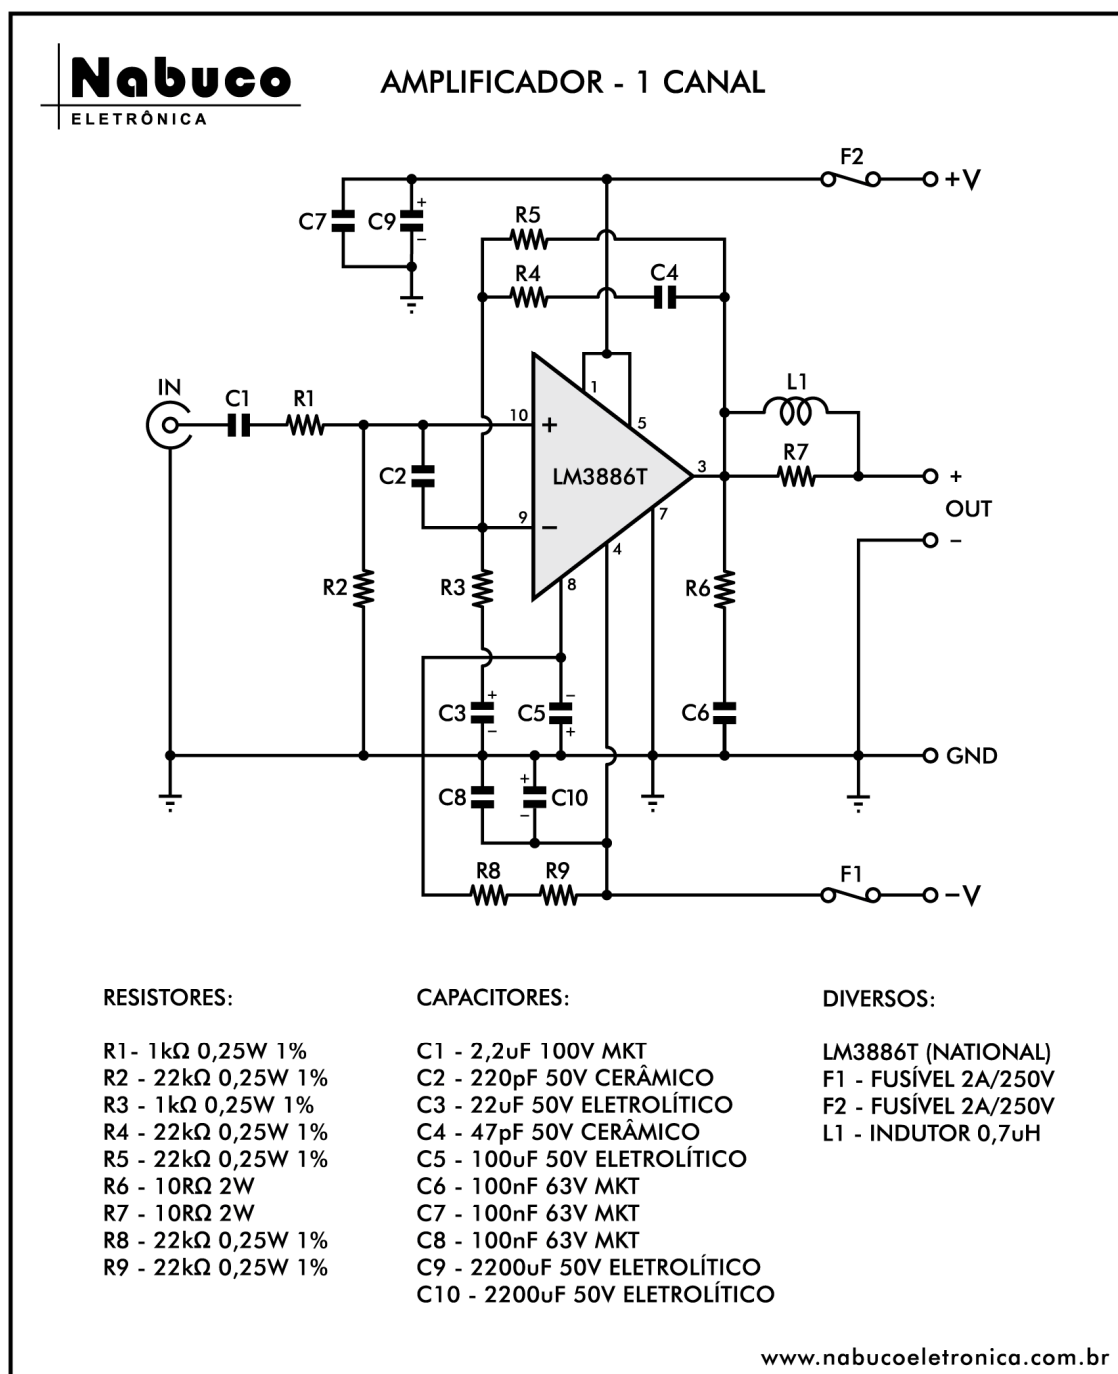 Nabuco
ELETRÔNICA
AMPLIFICADOR - 1 CANAL
F2
+V
C7
C9
+
-
R5
R4
C4
IN
C1
R1
L1
1
5
10
+
C2
LM3886T
3
R7
+
OUT
-
9
-
7
4
8
R2
R3
R6
C3
+
-
C5
-
+
C6
GND
C8
+
-
C10
R8
R9
F1
-V
RESISTORES:
R1- 1kΩ 0,25W 1%
R2 - 22kΩ 0,25W 1%
R3 - 1kΩ 0,25W 1%
R4 - 22kΩ 0,25W 1%
R5 - 22kΩ 0,25W 1%
R6 - 10RΩ 2W
R7 - 10RΩ 2W
R8 - 22kΩ 0,25W 1%
R9 - 22kΩ 0,25W 1%
CAPACITORES:
C1 - 2,2uF 100V MKT
C2 - 220pF 50V CERÂMICO
C3 - 22uF 50V ELETROLÍTICO
C4 - 47pF 50V CERÂMICO
C5 - 100uF 50V ELETROLÍTICO
C6 - 100nF 63V MKT
C7 - 100nF 63V MKT
C8 - 100nF 63V MKT
C9 - 2200uF 50V ELETROLÍTICO
C10 - 2200uF 50V ELETROLÍTICO
DIVERSOS:
LM3886T (NATIONAL)
F1 - FUSÍVEL 2A/250V
F2 - FUSÍVEL 2A/250V
L1 - INDUTOR 0,7uH
www.nabucoeletronica.com.br